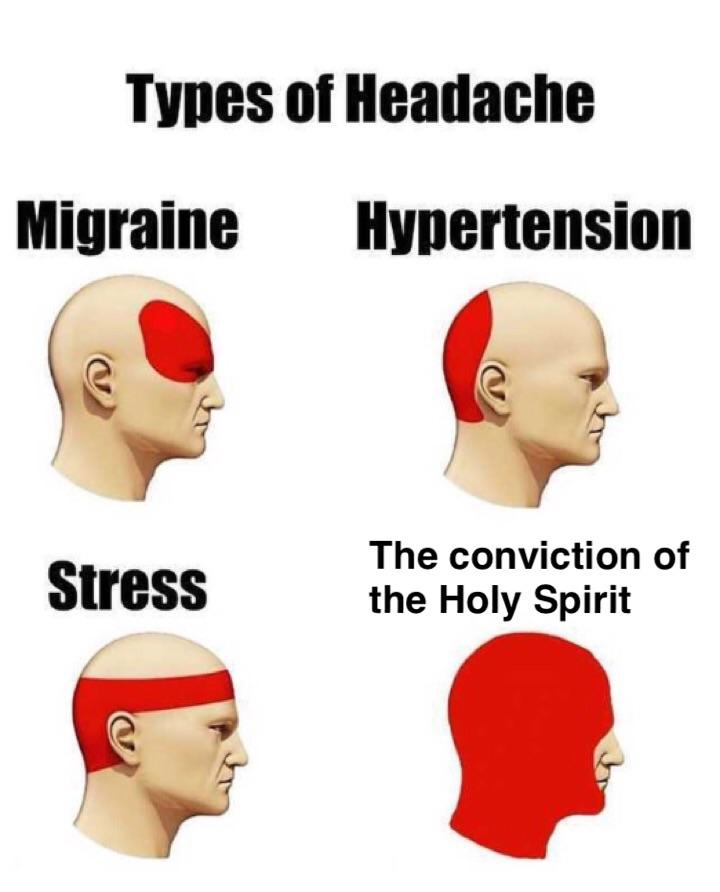 Types of Headache
Migraine
Hypertension
Stress
The conviction of
the Holy Spirit